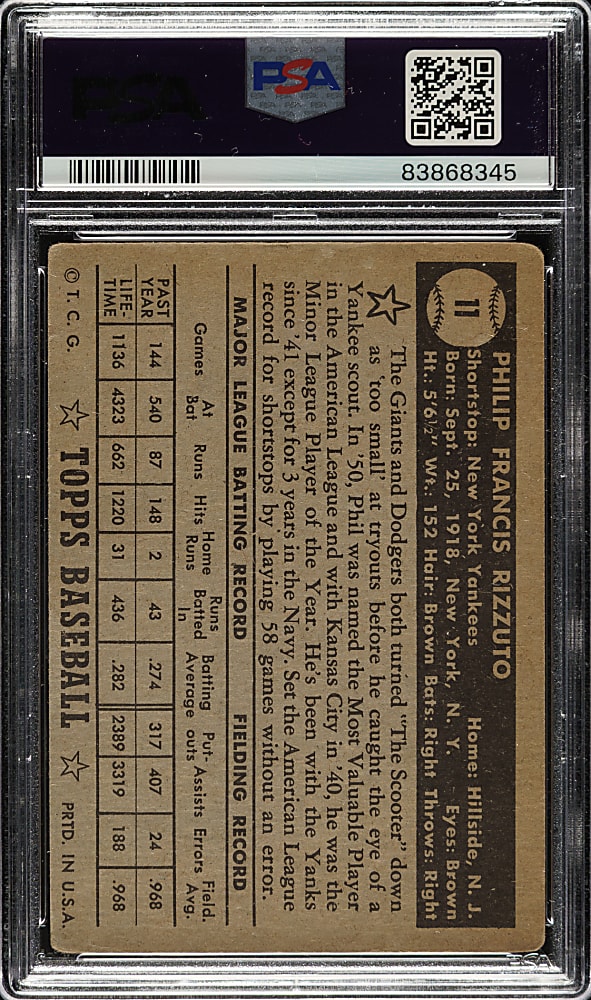 PSA
83868345
11
PHILIP FRANCIS RIZZUTO
Shortstop: New York Yankees Home: Hillside, N. J.
Born: Sept. 25, 1918, New York, N. Y. Eyes: Brown
Ht.: 5'6½" Wt.: 152 Hair: Brown Bats: Right Throws: Right
The Giants and Dodgers both turned "The Scooter" down
as 'too small' at tryouts before he caught the eye of a
Yankee scout. In '50, Phil was named the Most Valuable Player
in the American League and with Kansas City in '40, he was the
Minor League Player of the Year. He's been with the Yanks
since '41 except for 3 years in the Navy. Set the American League
record for shortstops by playing 58 games without an error.
MAJOR LEAGUE BATTING RECORD FIELDING RECORD
Games At Bat Runs Hits Home Runs Runs Batted In Batting Average Put-outs Assists Errors Field. Avg.
PAST YEAR 144 540 87 148 2 43 .274 317 407 24 .968
LIFE-TIME 1136 4323 662 1220 31 436 .282 2389 3319 188 .968
© T. C. G. ☆ TOPPS BASEBALL ☆ PRTD. IN U.S.A.